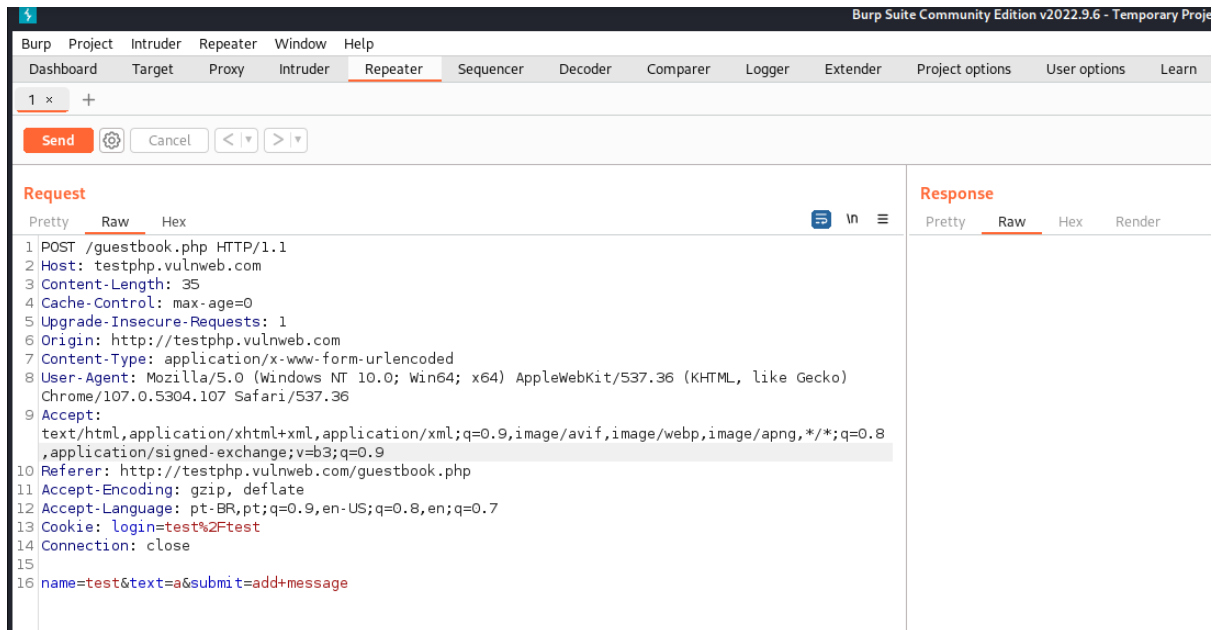 Burp Suite Community Edition v2022.9.6 - Temporary Proje
Burp Project Intruder Repeater Window Help
Dashboard Target Proxy Intruder Repeater Sequencer Decoder Comparer Logger Extender Project options User options Learn
1 × +
Send Cancel < ▾ > ▾
Request
Pretty Raw Hex \n ≡
1 POST /guestbook.php HTTP/1.1
2 Host: testphp.vulnweb.com
3 Content-Length: 35
4 Cache-Control: max-age=0
5 Upgrade-Insecure-Requests: 1
6 Origin: http://testphp.vulnweb.com
7 Content-Type: application/x-www-form-urlencoded
8 User-Agent: Mozilla/5.0 (Windows NT 10.0; Win64; x64) AppleWebKit/537.36 (KHTML, like Gecko)
Chrome/107.0.5304.107 Safari/537.36
9 Accept:
text/html,application/xhtml+xml,application/xml;q=0.9,image/avif,image/webp,image/apng,*/*;q=0.8
,application/signed-exchange;v=b3;q=0.9
10 Referer: http://testphp.vulnweb.com/guestbook.php
11 Accept-Encoding: gzip, deflate
12 Accept-Language: pt-BR,pt;q=0.9,en-US;q=0.8,en;q=0.7
13 Cookie: login=test%2Ftest
14 Connection: close
15
16 name=test&text=a&submit=add+message
Response
Pretty Raw Hex Render